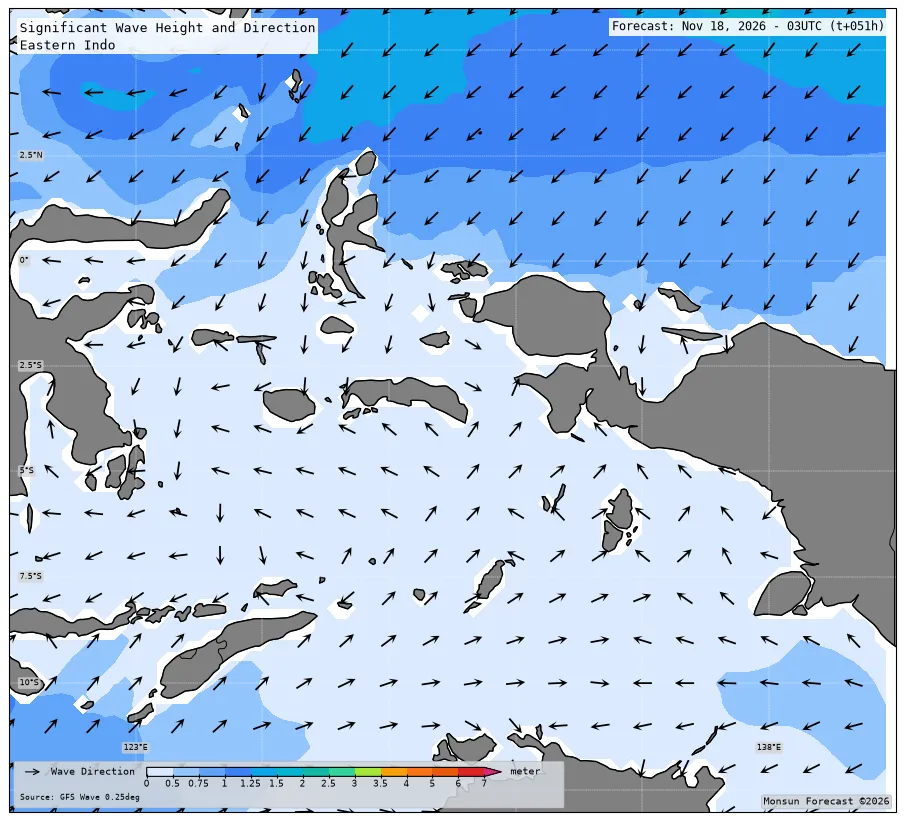 Significant Wave Height and Direction
Eastern Indo
Forecast: Nov 18, 2026 - 03UTC (t+051h)
2.5°N
0°
2.5°S
5°S
7.5°S
10°S
123°E
138°E
Wave Direction
meter
0 0.5 0.75 1 1.25 1.5 2 2.5 3 3.5 4 5 6 7
Source: GFS Wave 0.25deg
Monsun Forecast ©2026